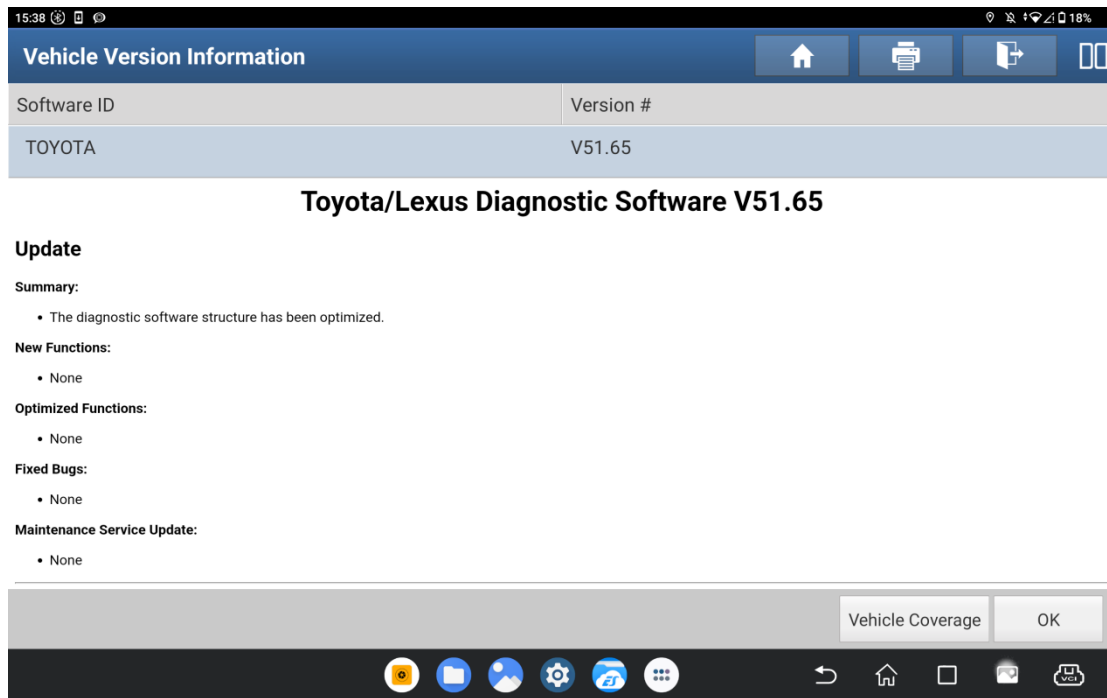 15:38 18%
Vehicle Version Information
Software ID Version #
TOYOTA V51.65
Toyota/Lexus Diagnostic Software V51.65
Update
Summary:
• The diagnostic software structure has been optimized.
New Functions:
• None
Optimized Functions:
• None
Fixed Bugs:
• None
Maintenance Service Update:
• None
Vehicle Coverage OK
ES VCI